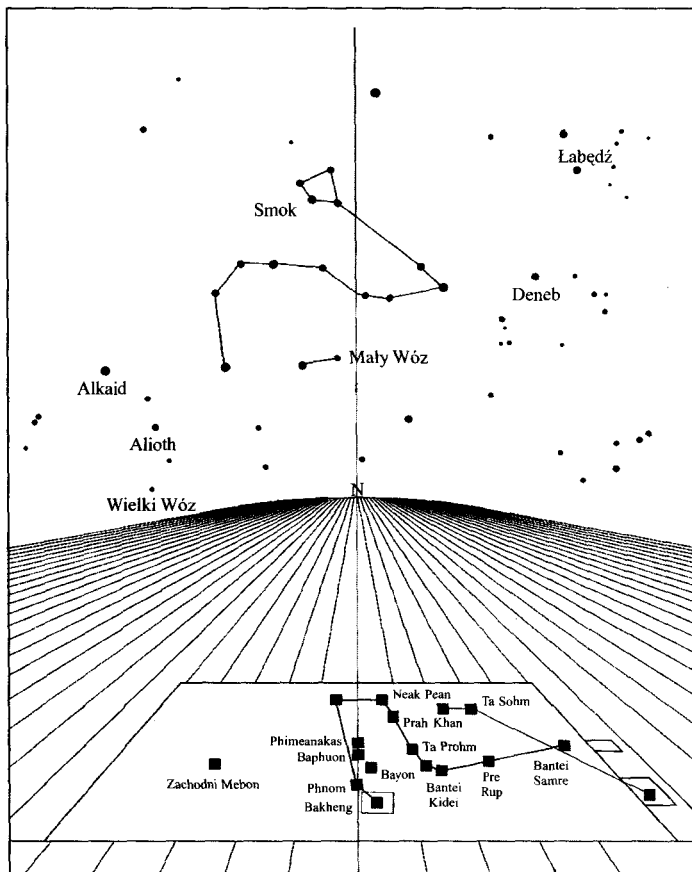 Łabędź
Smok
Deneb
Mały Wóz
Alkaid
Alioth
Wielki Wóz
N
Neak Pean
Ta Sohm
Prah Khan
Phimeanakas
Baphuon
Ta Prohm
Zachodni Mebon
Bayon
Phnom
Bakheng
Bantei
Kidei
Pre
Rup
Bantei
Samre